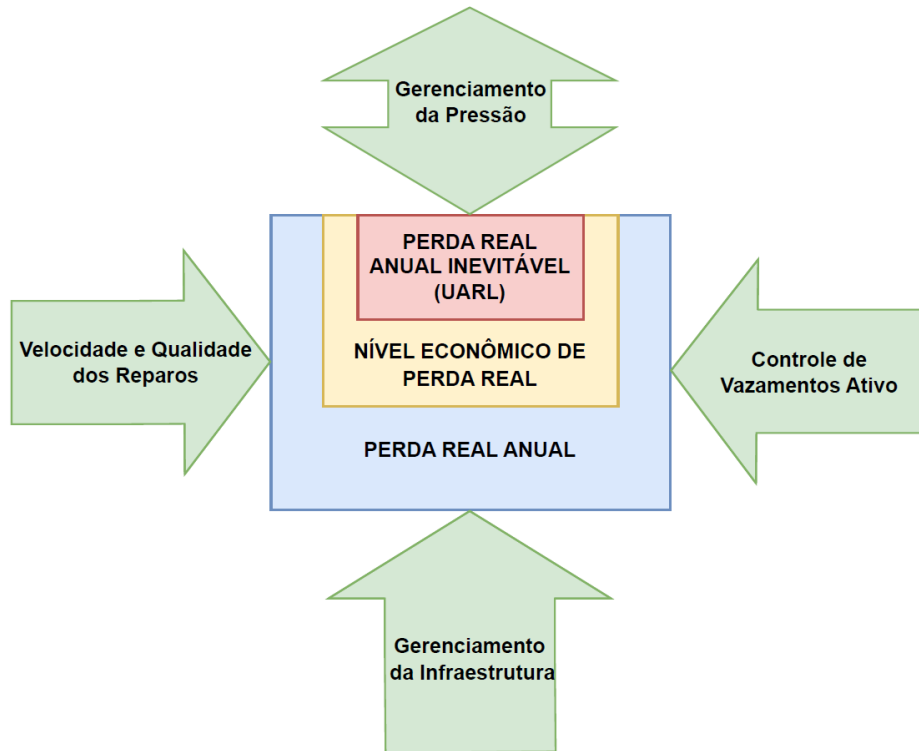 Gerenciamento
da Pressão
PERDA REAL
ANUAL INEVITÁVEL
(UARL)
Velocidade e Qualidade
dos Reparos
NÍVEL ECONÔMICO DE
PERDA REAL
Controle de
Vazamentos Ativo
PERDA REAL ANUAL
Gerenciamento
da Infraestrutura